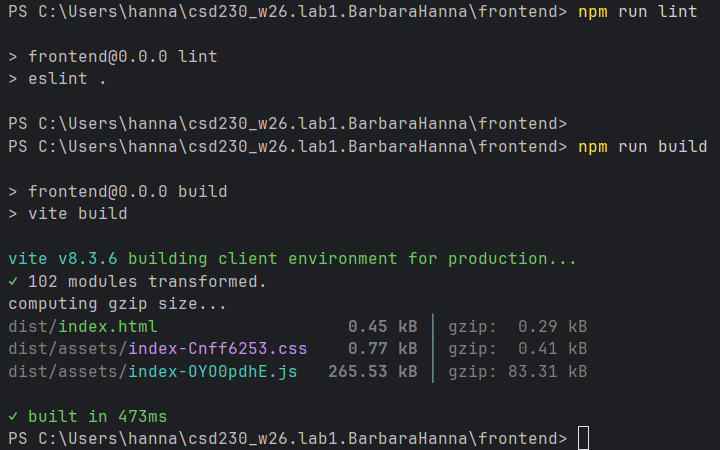 PS C:\Users\hanna\csd230_w26.lab1.BarbaraHanna\frontend> npm run lint
> frontend@0.0.0 lint
> eslint .
PS C:\Users\hanna\csd230_w26.lab1.BarbaraHanna\frontend>
PS C:\Users\hanna\csd230_w26.lab1.BarbaraHanna\frontend> npm run build
> frontend@0.0.0 build
> vite build
vite v8.3.6 building client environment for production...
✓ 102 modules transformed.
computing gzip size...
dist/index.html                   0.45 kB │ gzip:  0.29 kB
dist/assets/index-Cnff6253.css    0.77 kB │ gzip:  0.41 kB
dist/assets/index-OYO0pdhE.js   265.53 kB │ gzip: 83.31 kB
✓ built in 473ms
PS C:\Users\hanna\csd230_w26.lab1.BarbaraHanna\frontend>